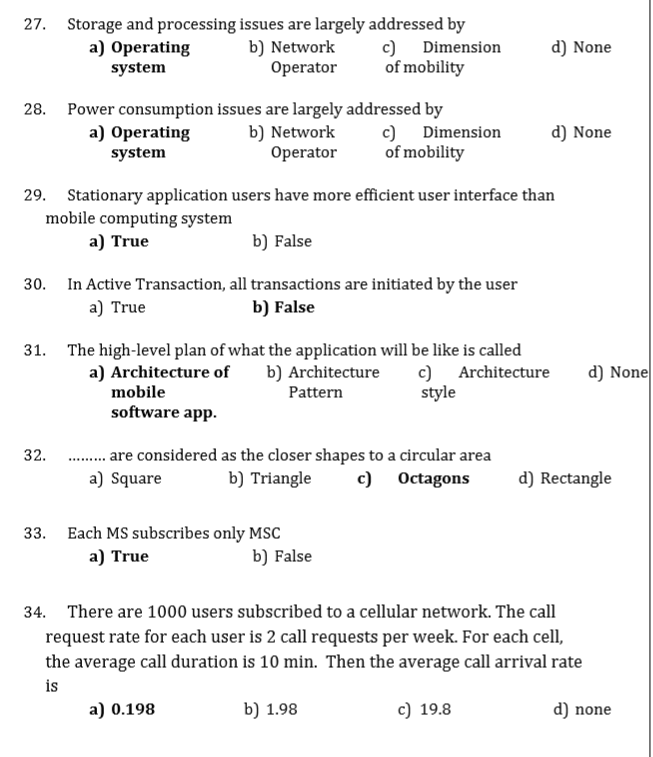 27. Storage and processing issues are largely addressed by
a) Operating system b) Network Operator c) Dimension of mobility d) None
28. Power consumption issues are largely addressed by
a) Operating system b) Network Operator c) Dimension of mobility d) None
29. Stationary application users have more efficient user interface than
mobile computing system
a) True b) False
30. In Active Transaction, all transactions are initiated by the user
a) True b) False
31. The high-level plan of what the application will be like is called
a) Architecture of mobile software app. b) Architecture Pattern c) Architecture style d) None
32. ......... are considered as the closer shapes to a circular area
a) Square b) Triangle c) Octagons d) Rectangle
33. Each MS subscribes only MSC
a) True b) False
34. There are 1000 users subscribed to a cellular network. The call
request rate for each user is 2 call requests per week. For each cell,
the average call duration is 10 min. Then the average call arrival rate
is
a) 0.198 b) 1.98 c) 19.8 d) none